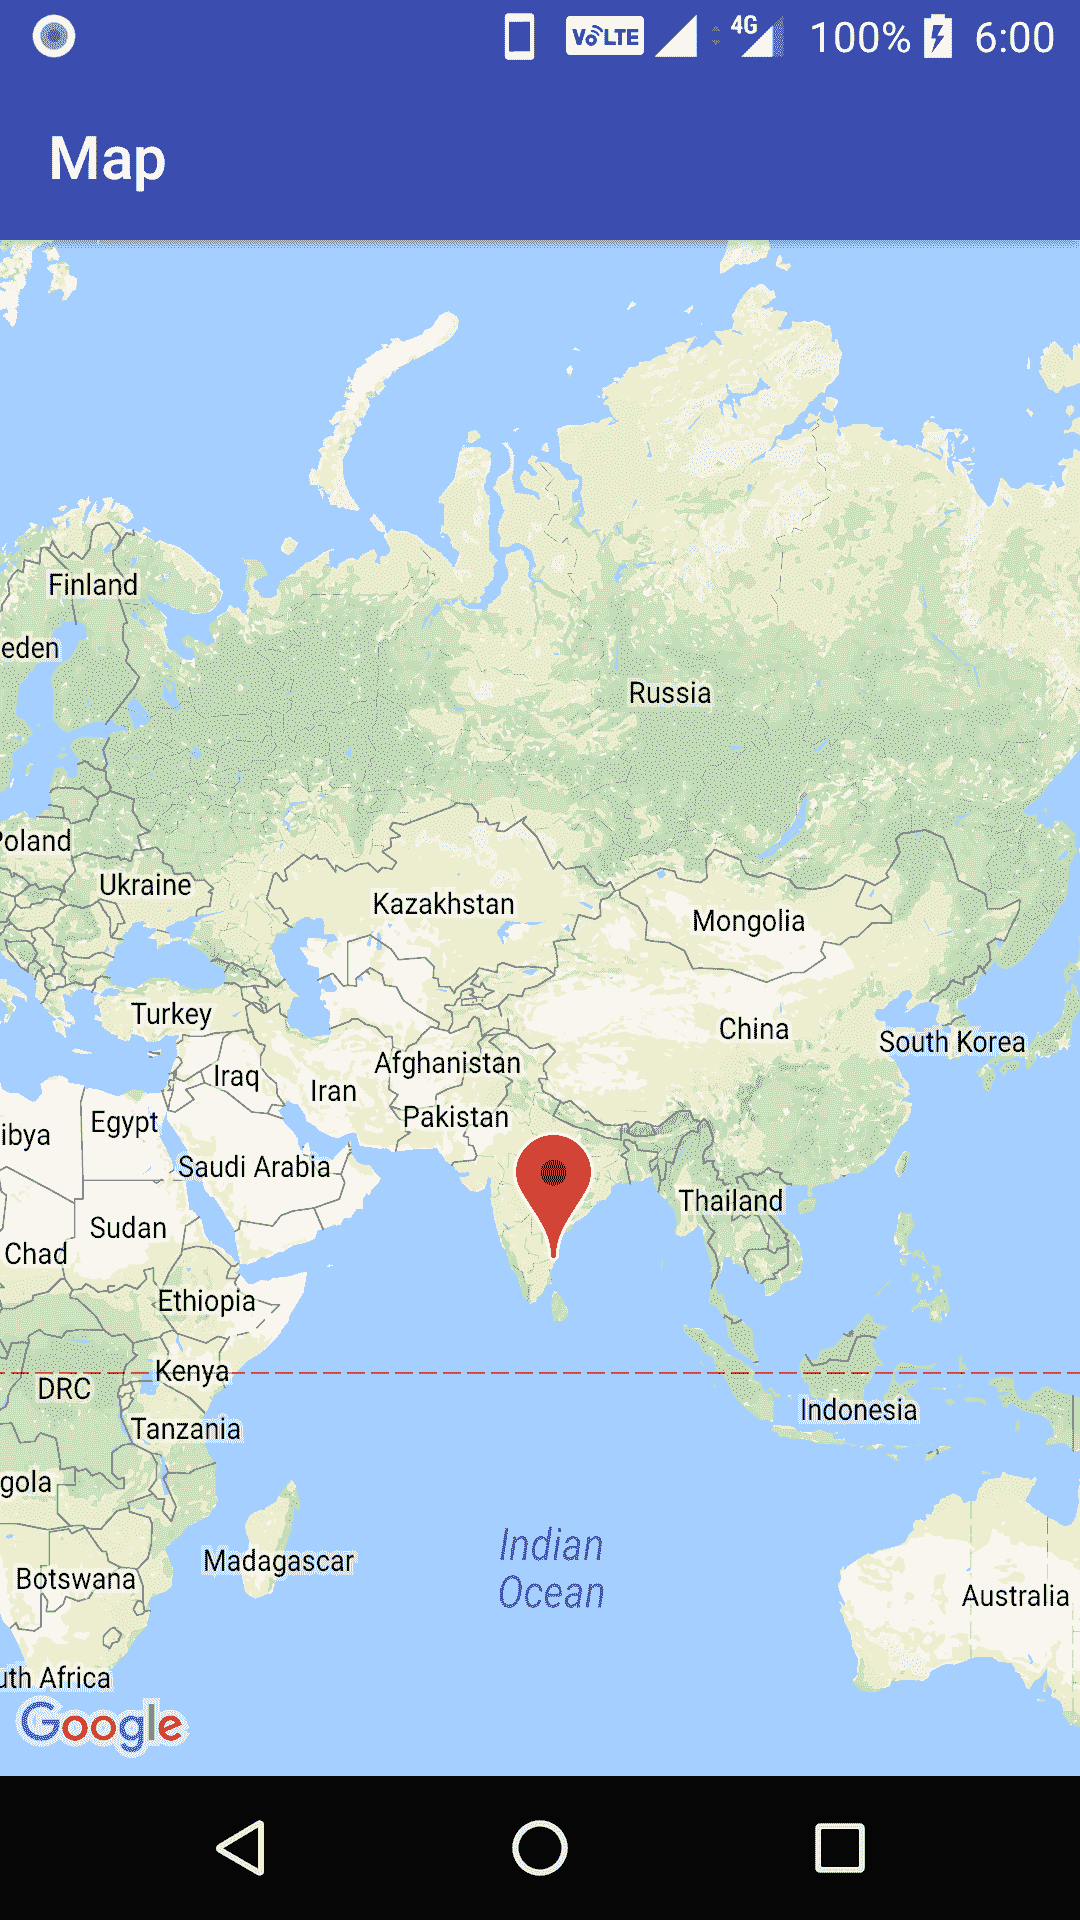 VoLTE 4G 100% 6:00
Map
Finland
eden
Russia
Poland
Ukraine
Kazakhstan
Mongolia
Turkey
China
South Korea
Afghanistan
Iraq
Iran
Pakistan
Egypt
ibya
Saudi Arabia
Thailand
Sudan
Chad
Ethiopia
Kenya
DRC
Indonesia
Tanzania
gola
Indian
Ocean
Madagascar
Botswana
Australia
uth Africa
Google